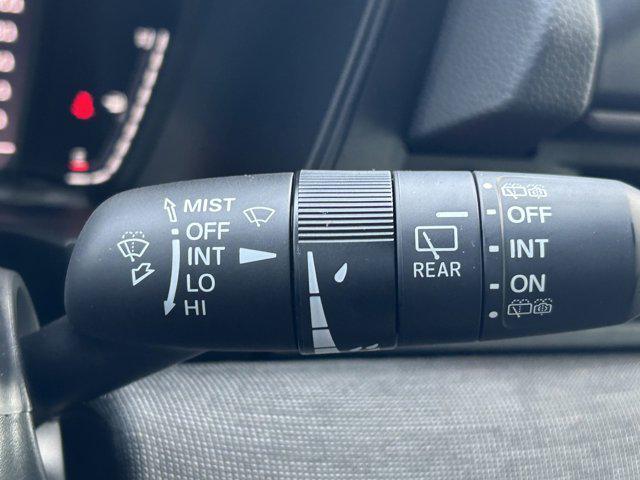 MIST
OFF
INT
LO
HI
REAR
OFF
INT
ON